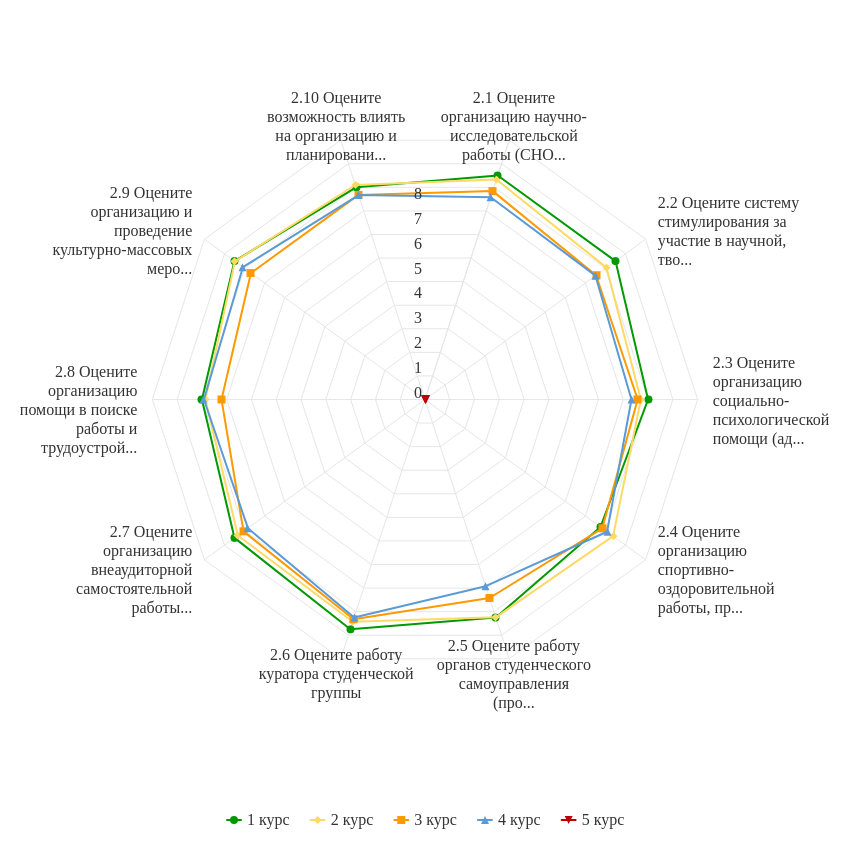 2.10 Оцените
возможность влиять
на организацию и
планировани...
2.1 Оцените
организацию научно-
исследовательской
работы (СНО...
2.9 Оцените
организацию и
проведение
культурно-массовых
меро...
2.2 Оцените систему
стимулирования за
участие в научной,
тво...
8
7
6
5
4
3
2
1
0
2.8 Оцените
организацию
помощи в поиске
работы и
трудоустрой...
2.3 Оцените
организацию
социально-
психологической
помощи (ад...
2.7 Оцените
организацию
внеаудиторной
самостоятельной
работы...
2.4 Оцените
организацию
спортивно-
оздоровительной
работы, пр...
2.6 Оцените работу
куратора студенческой
группы
2.5 Оцените работу
органов студенческого
самоуправления
(про...
1 курс 2 курс 3 курс 4 курс 5 курс